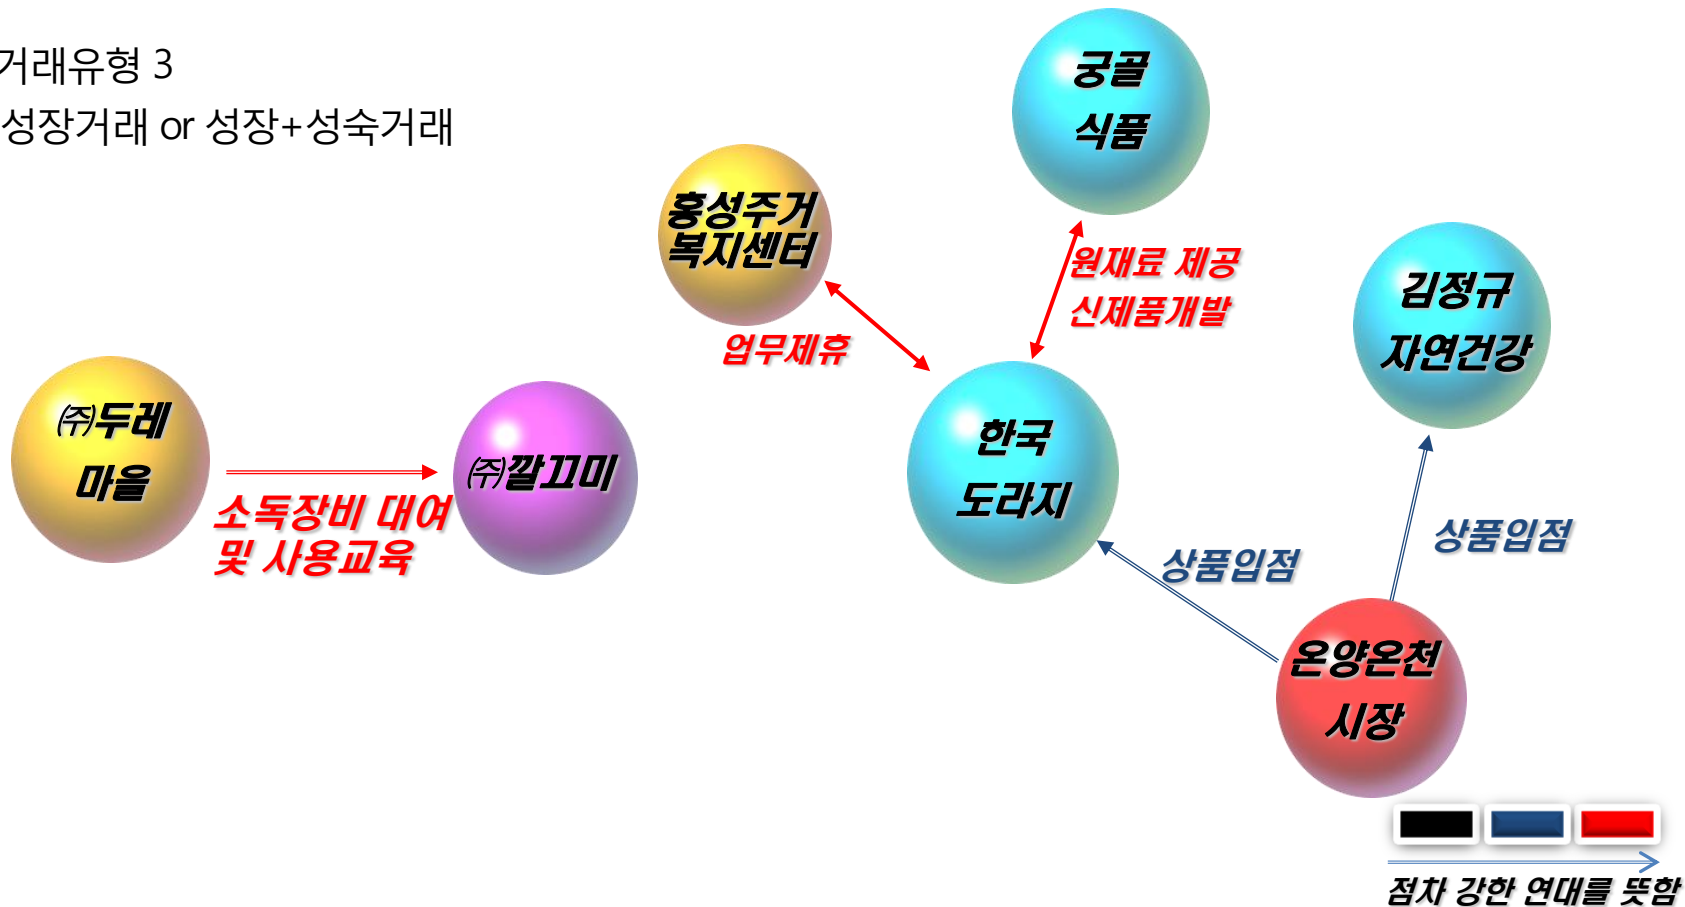 거래유형 3
성장거래 or 성장+성숙거래
궁골
식품
홍성주거
복지센터
원재료 제공
신제품개발
김정규
자연건강
업무제휴
㈜두레
마을
㈜깔끄미
한국
도라지
소독장비 대여
및 사용교육
상품입점
상품입점
온양온천
시장
점차 강한 연대를 뜻함